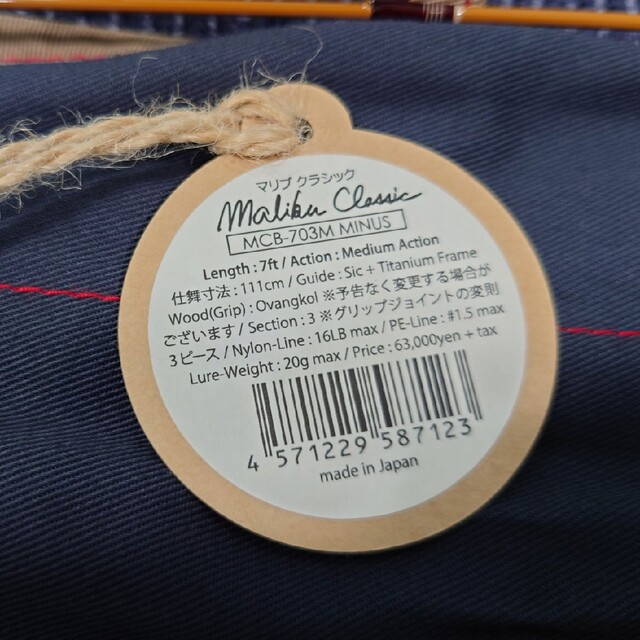 マリブ クラシック
Malibu Classic
MCB-703M MINUS
Length : 7ft / Action : Medium Action
仕舞寸法 : 111cm / Guide : Sic + Titanium Frame
Wood(Grip) : Ovangkol ※予告なく変更する場合が
ございます / Section : 3 ※グリップジョイントの変則
3ピース / Nylon-Line : 16LB max / PE-Line : #1.5 max
Lure-Weight : 20g max / Price : 63,000yen + tax
4 571229 587123
made in Japan